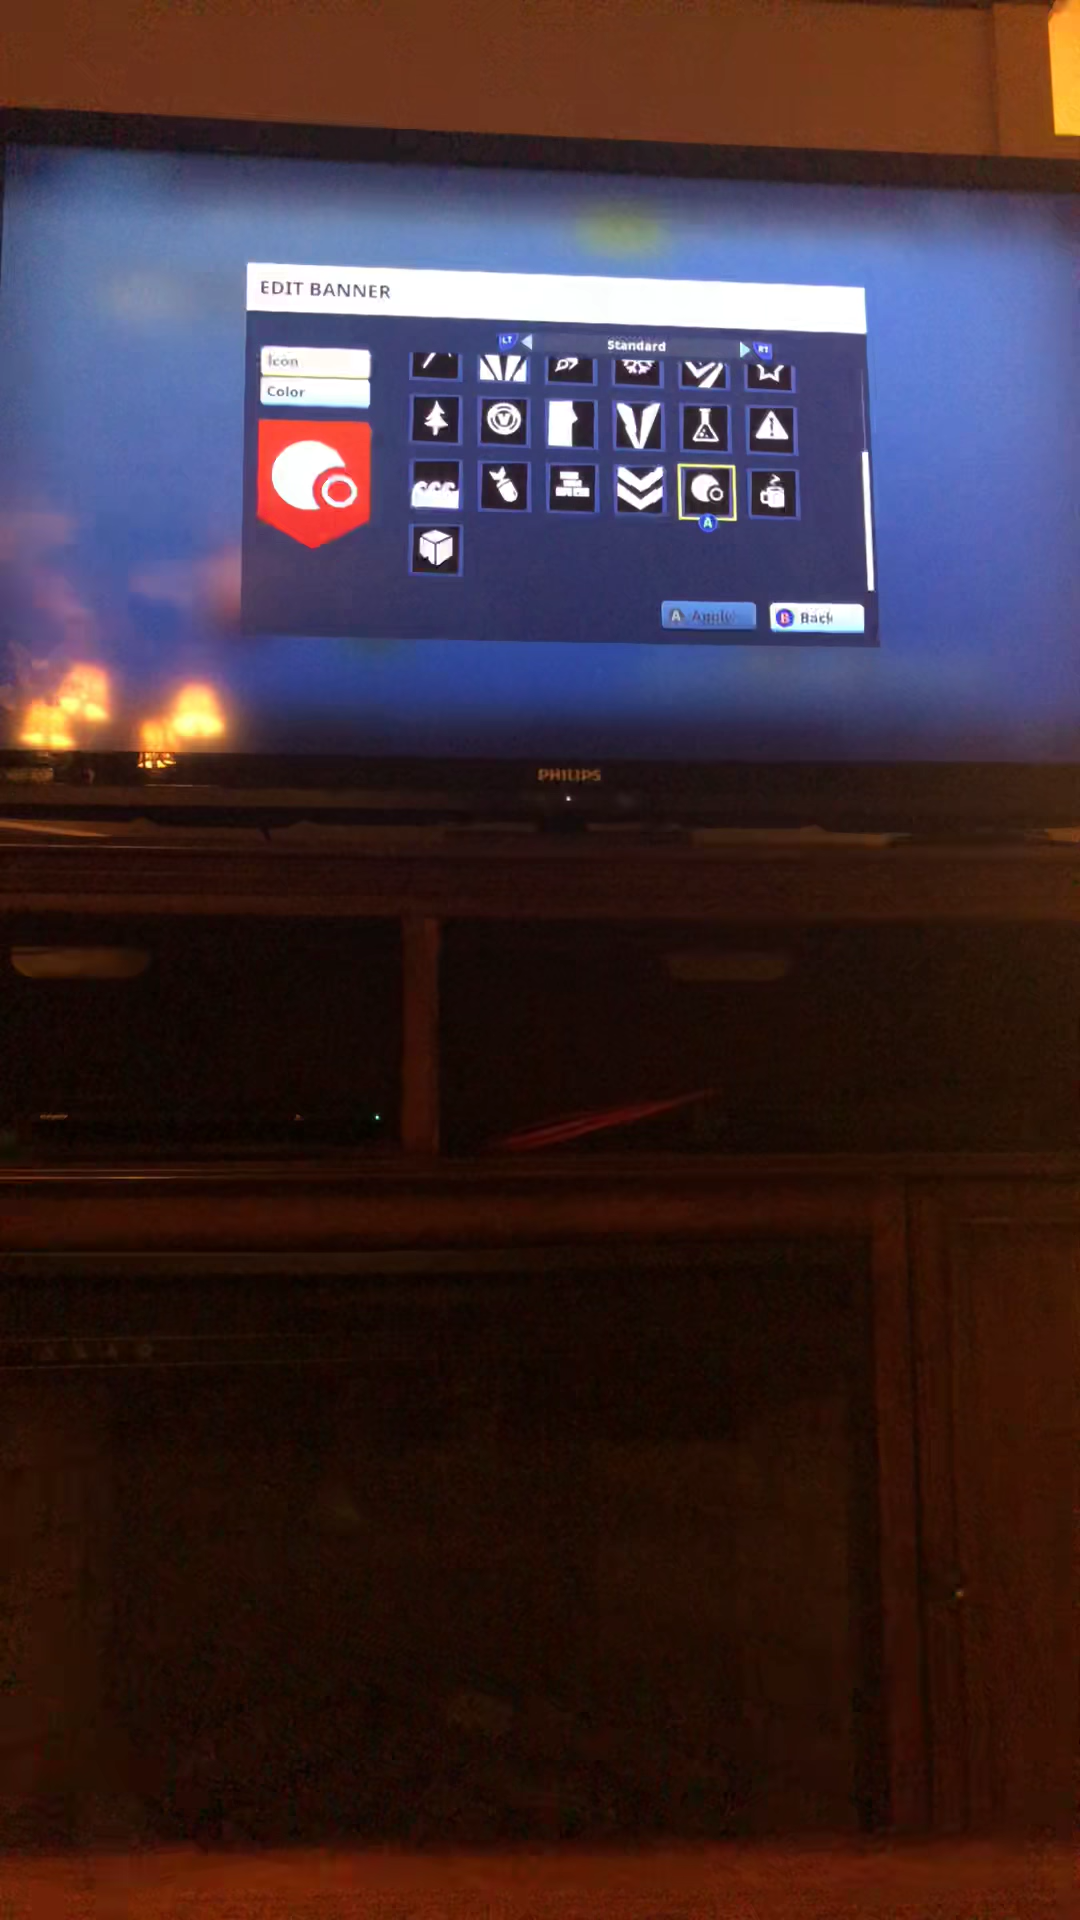 EDIT BANNER
LT
Standard
RT
Icon
Color
A
A Apply
B Back
PHILIPS